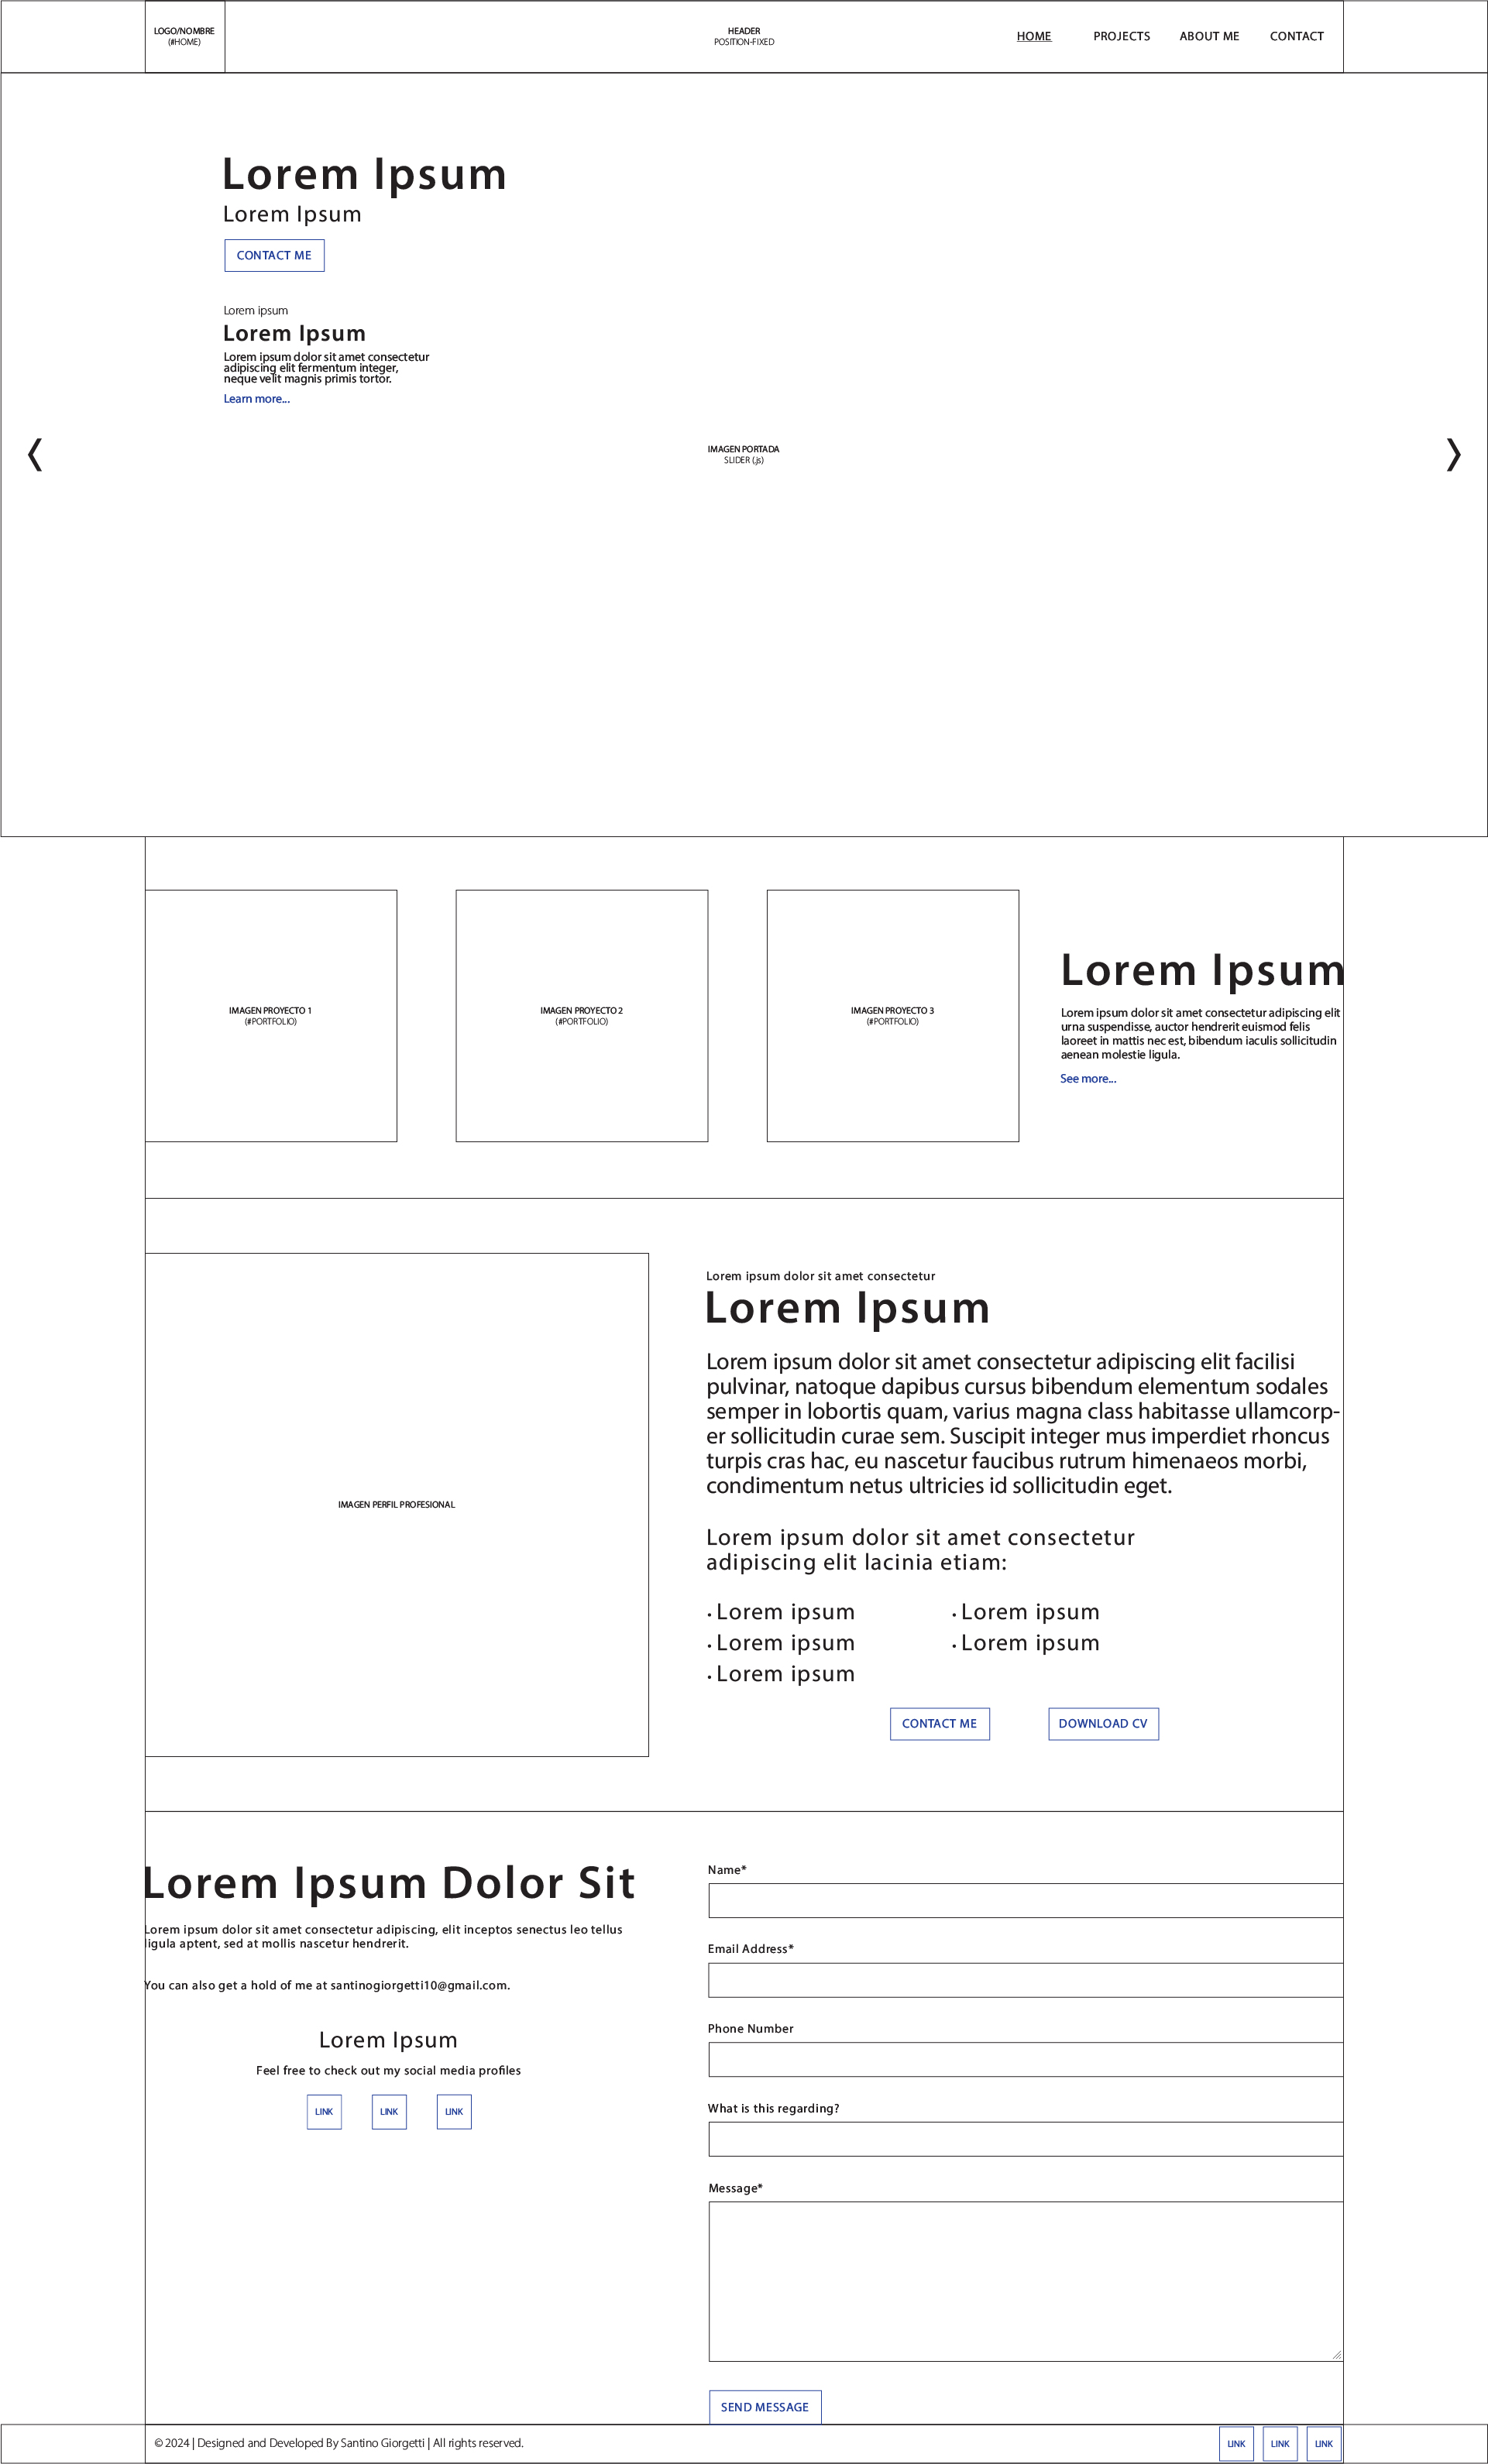 LOGO/NOMBRE
(#HOME)
HEADER
POSITION-FIXED
HOME
PROJECTS
ABOUT ME
CONTACT
Lorem Ipsum
Lorem Ipsum
CONTACT ME
Lorem ipsum
Lorem Ipsum
Lorem ipsum dolor sit amet consectetur
adipiscing elit fermentum integer,
neque velit magnis primis tortor.
Learn more...
IMAGEN PORTADA
SLIDER (.js)
IMAGEN PROYECTO 1
(#PORTFOLIO)
IMAGEN PROYECTO 2
(#PORTFOLIO)
IMAGEN PROYECTO 3
(#PORTFOLIO)
Lorem Ipsum
Lorem ipsum dolor sit amet consectetur adipiscing elit
urna suspendisse, auctor hendrerit euismod felis
laoreet in mattis nec est, bibendum iaculis sollicitudin
aenean molestie ligula.
See more...
IMAGEN PERFIL PROFESIONAL
Lorem ipsum dolor sit amet consectetur
Lorem Ipsum
Lorem ipsum dolor sit amet consectetur adipiscing elit facilisi
pulvinar, natoque dapibus cursus bibendum elementum sodales
semper in lobortis quam, varius magna class habitasse ullamcorp-
er sollicitudin curae sem. Suscipit integer mus imperdiet rhoncus
turpis cras hac, eu nascetur faucibus rutrum himenaeos morbi,
condimentum netus ultricies id sollicitudin eget.
Lorem ipsum dolor sit amet consectetur
adipiscing elit lacinia etiam:
• Lorem ipsum
• Lorem ipsum
• Lorem ipsum
• Lorem ipsum
• Lorem ipsum
CONTACT ME
DOWNLOAD CV
Lorem Ipsum Dolor Sit
Lorem ipsum dolor sit amet consectetur adipiscing, elit inceptos senectus leo tellus
ligula aptent, sed at mollis nascetur hendrerit.
You can also get a hold of me at santinogiorgetti10@gmail.com.
Lorem Ipsum
Feel free to check out my social media profiles
LINK
LINK
LINK
Name*
Email Address*
Phone Number
What is this regarding?
Message*
SEND MESSAGE
© 2024 | Designed and Developed By Santino Giorgetti | All rights reserved.
LINK
LINK
LINK